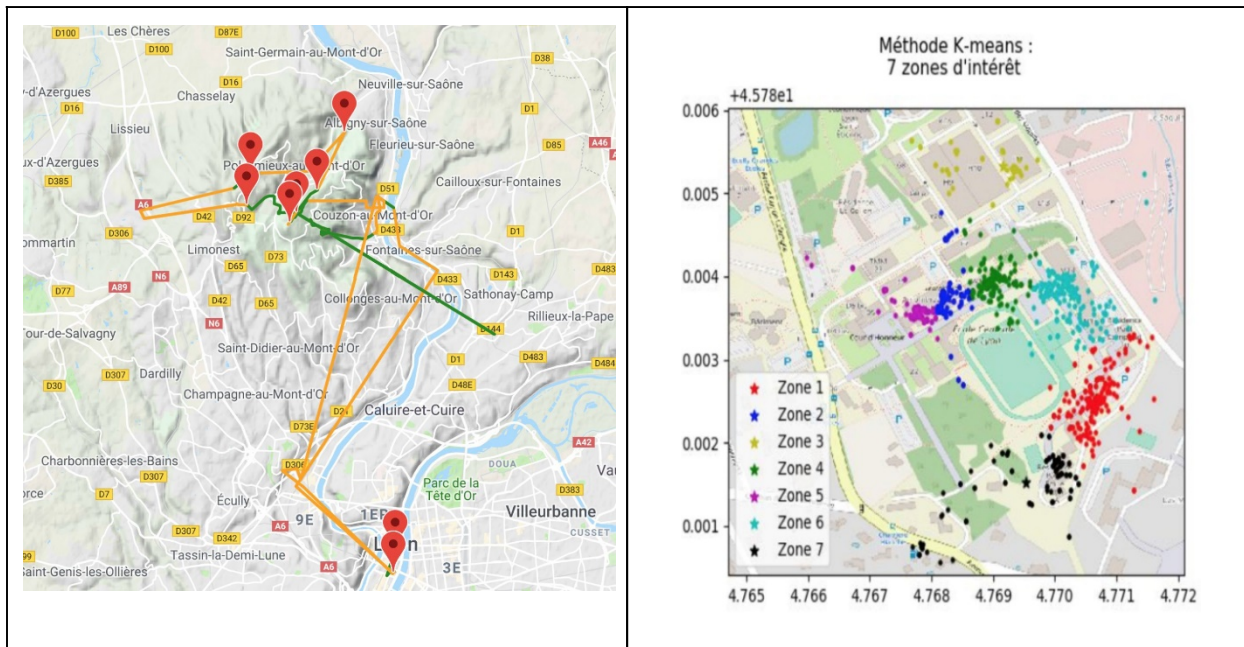 D100
Les Chères
D87E
D100
Saint-Germain-au-Mont-d'Or
D38
D16
Neuville-sur-Saône
D16
Chasselay
D1
Lissieu
Albigny-sur-Saône
A46
Fleurieu-sur-Saône
D85
D385
D51
Cailloux-sur-Fontaines
A6
D42
D92
Couzon-au-Mont-d'Or
D306
D433
D1
Limonest
Fontaines-sur-Saône
N6
D73
D65
D433
D143
D483
D77
A89
D42
D65
Collonges-au-Mont-d'Or
Sathonay-Camp
N6
D144
Rillieux-la-Pape
Saint-Didier-au-Mont-d'Or
D1
D483
D484
Dardilly
D30
D307
D48E
Champagne-au-Mont-d'Or
Caluire-et-Cuire
D73E
A42
Charbonnières-les-Bains
D306
DOUA
D307
Parc de la
Tête d'Or
D7
Écully
D383
9E
Villeurbanne
A6
D307
D342
CUSSET
Tassin-la-Demi-Lune
A6
3E
Saint-Genis-les-Ollières
Méthode K-means :
7 zones d'intérêt
+4.578e1
0.006
0.005
0.004
0.003
0.002
0.001
Cour d'Honneur
Zone 1
Zone 2
Zone 3
Zone 4
Zone 5
Zone 6
Zone 7
4.765 4.766 4.767 4.768 4.769 4.770 4.771 4.772